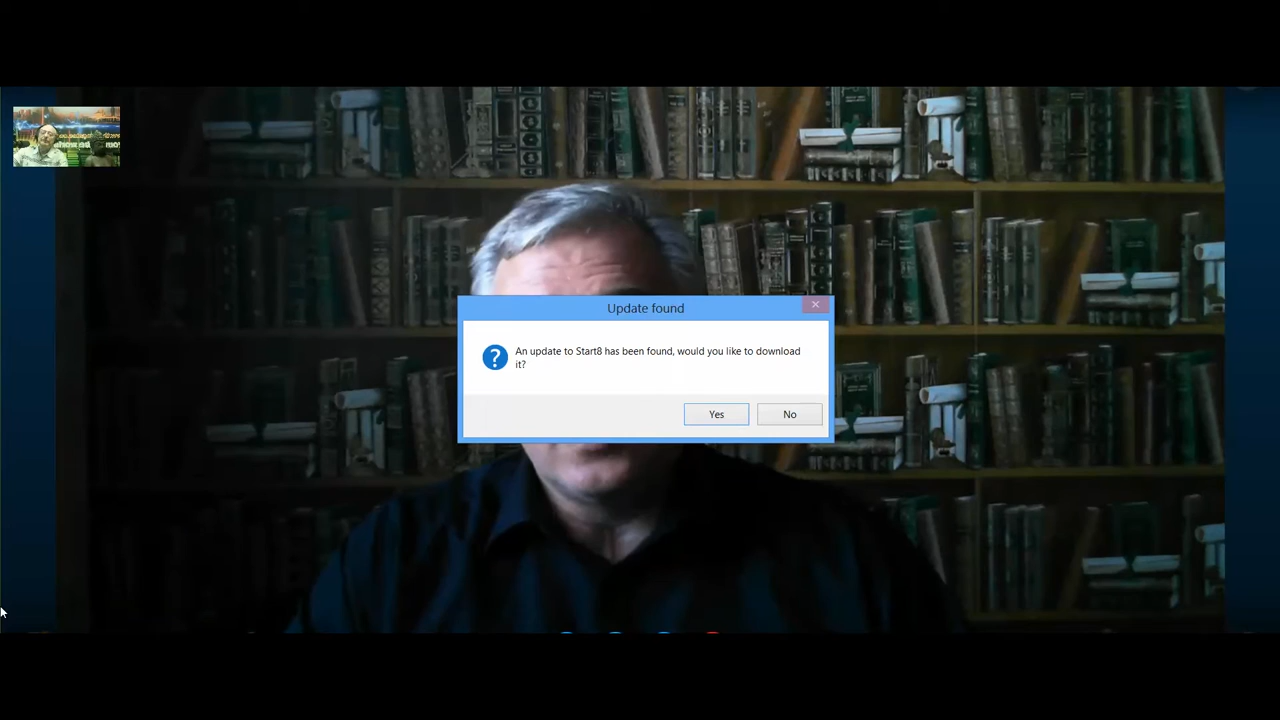 Update found
An update to Start8 has been found, would you like to download
it?
Yes
No